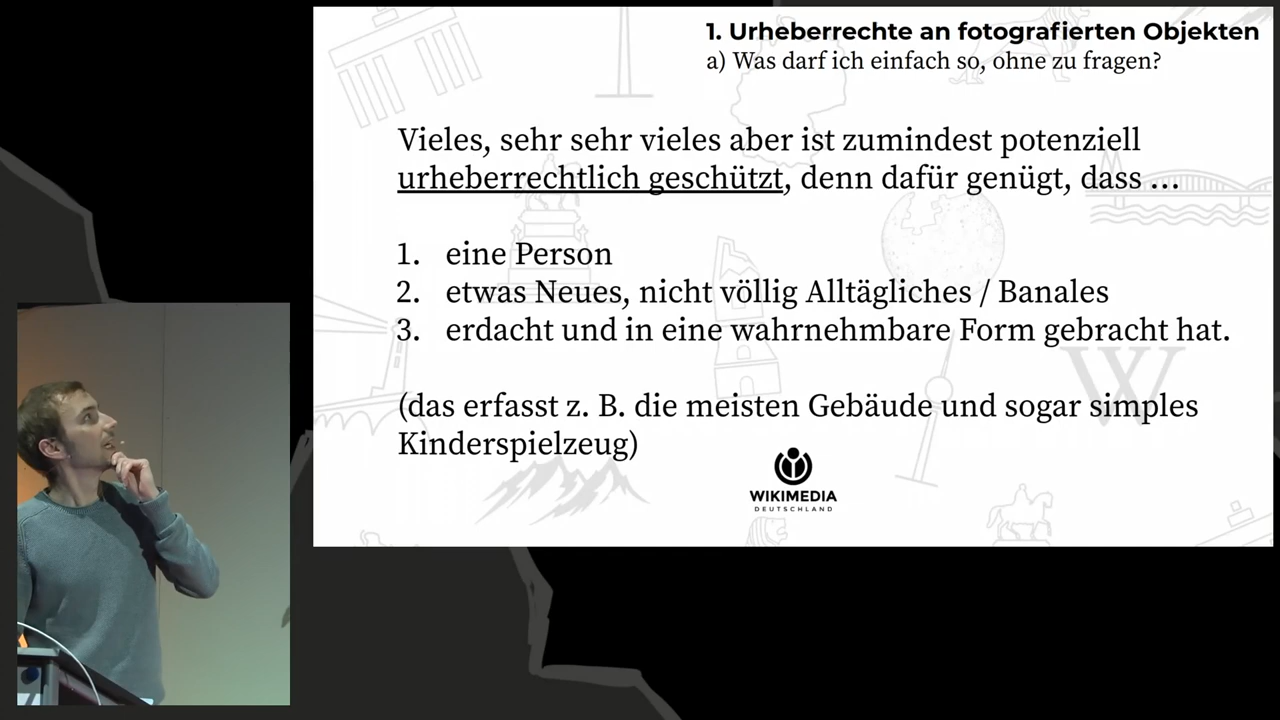 1. Urheberrechte an fotografierten Objekten
a) Was darf ich einfach so, ohne zu fragen?
Vieles, sehr sehr vieles aber ist zumindest potenziell
urheberrechtlich geschützt, denn dafür genügt, dass ...
1. eine Person
2. etwas Neues, nicht völlig Alltägliches / Banales
3. erdacht und in eine wahrnehmbare Form gebracht hat.
(das erfasst z. B. die meisten Gebäude und sogar simples
Kinderspielzeug)
W
WIKIMEDIA
DEUTSCHLAND